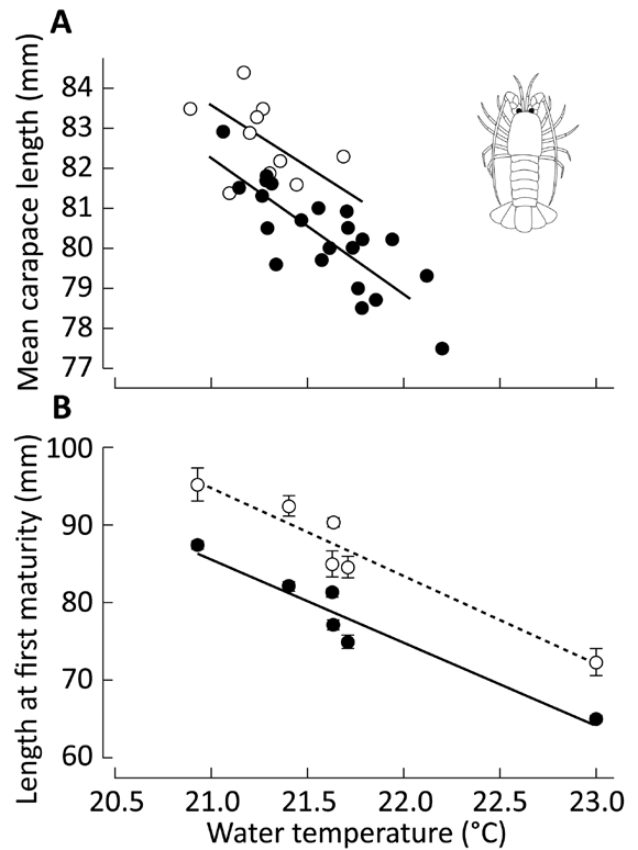 A
Mean carapace length (mm)
84
83
82
81
80
79
78
77
B
Length at first maturity (mm)
100
90
80
70
60
20.5 21.0 21.5 22.0 22.5 23.0
Water temperature (°C)